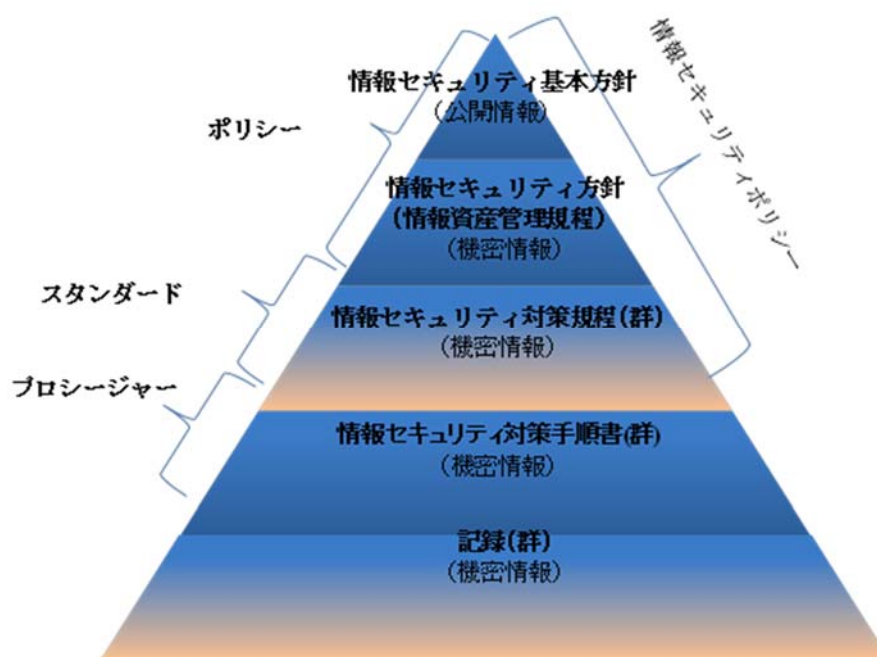 情報セキュリティ基本方針
(公開情報)
情報セキュリティポリシー
ポリシー
情報セキュリティ方針
(情報資産管理規程)
(機密情報)
スタンダード
情報セキュリティ対策規程(群)
(機密情報)
プロシージャー
情報セキュリティ対策手順書(群)
(機密情報)
記録(群)
(機密情報)